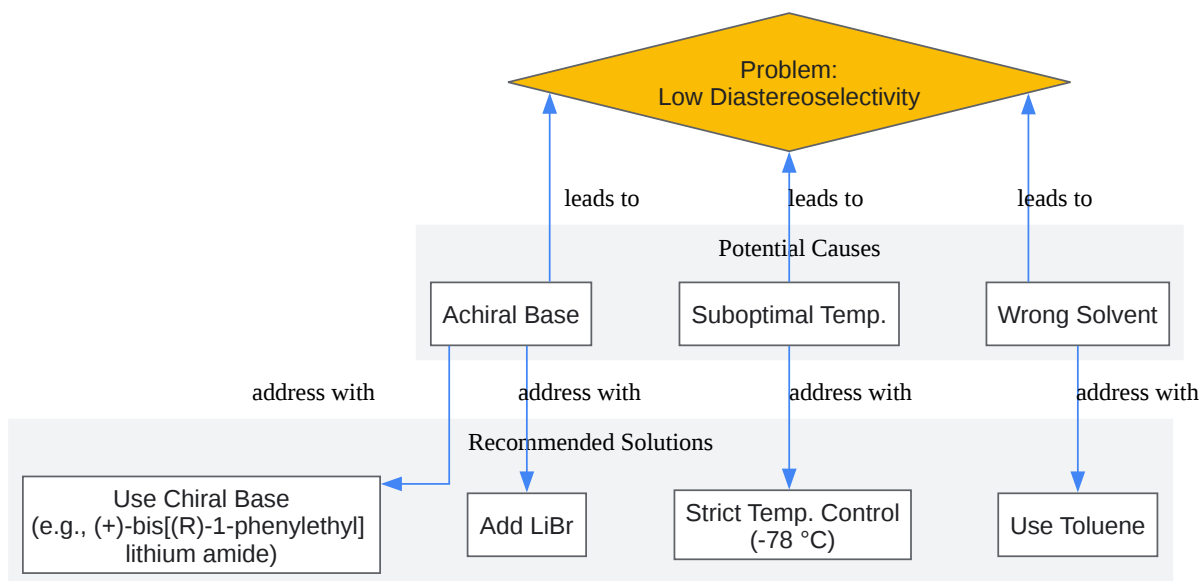 Problem:
Low Diastereoselectivity
leads to
leads to
leads to
Potential Causes
Achiral Base
Suboptimal Temp.
Wrong Solvent
address with
address with
address with
address with
Recommended Solutions
Use Chiral Base
(e.g., (+)-bis[(R)-1-phenylethyl]
lithium amide)
Add LiBr
Strict Temp. Control
(-78 °C)
Use Toluene